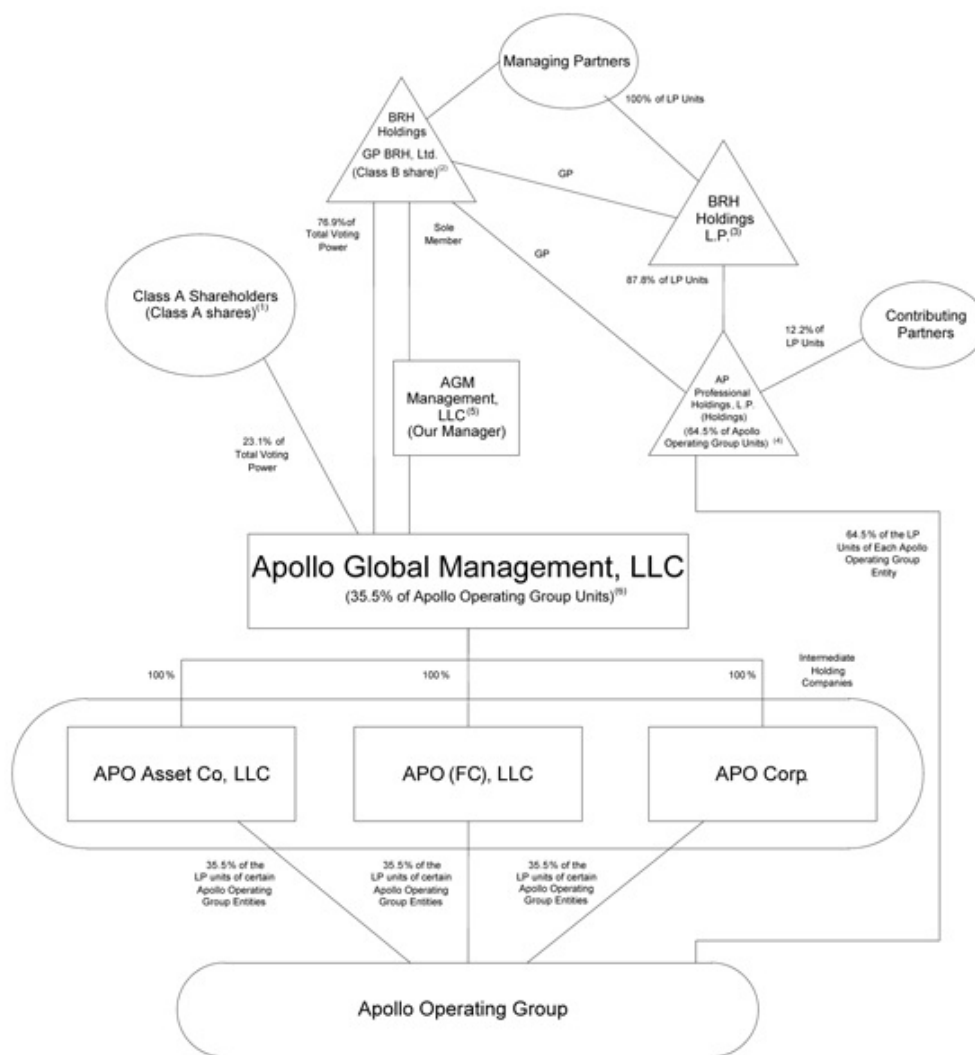 Managing Partners
100% of LP Units
BRH
Holdings
GP BRH, Ltd.
(Class B share)(2)
GP
BRH
Holdings
L.P.(3)
76.9%of
Total Voting
Power
Sole
Member
GP
87.8% of LP Units
Class A Shareholders
(Class A shares)(1)
Contributing
Partners
12.2%of
LP Units
AGM
Management,
LLC(5)
(Our Manager)
AP
Professional
Holdings, L.P.
(Holdings)
(64.5% of Apollo
Operating Group Units) (4)
23.1% of
Total Voting
Power
64.5% of the LP
Units of Each Apollo
Operating Group
Entity
Apollo Global Management, LLC
(35.5% of Apollo Operating Group Units)(6)
Intermediate
Holding
Companies
100%
100%
100%
APO Asset Co, LLC
APO (FC), LLC
APO Corp.
35.5% of the
LP units of certain
Apollo Operating
Group Entities
35.5% of the
LP units of certain
Apollo Operating
Group Entities
35.5% of the
LP units of certain
Apollo Operating
Group Entities
Apollo Operating Group